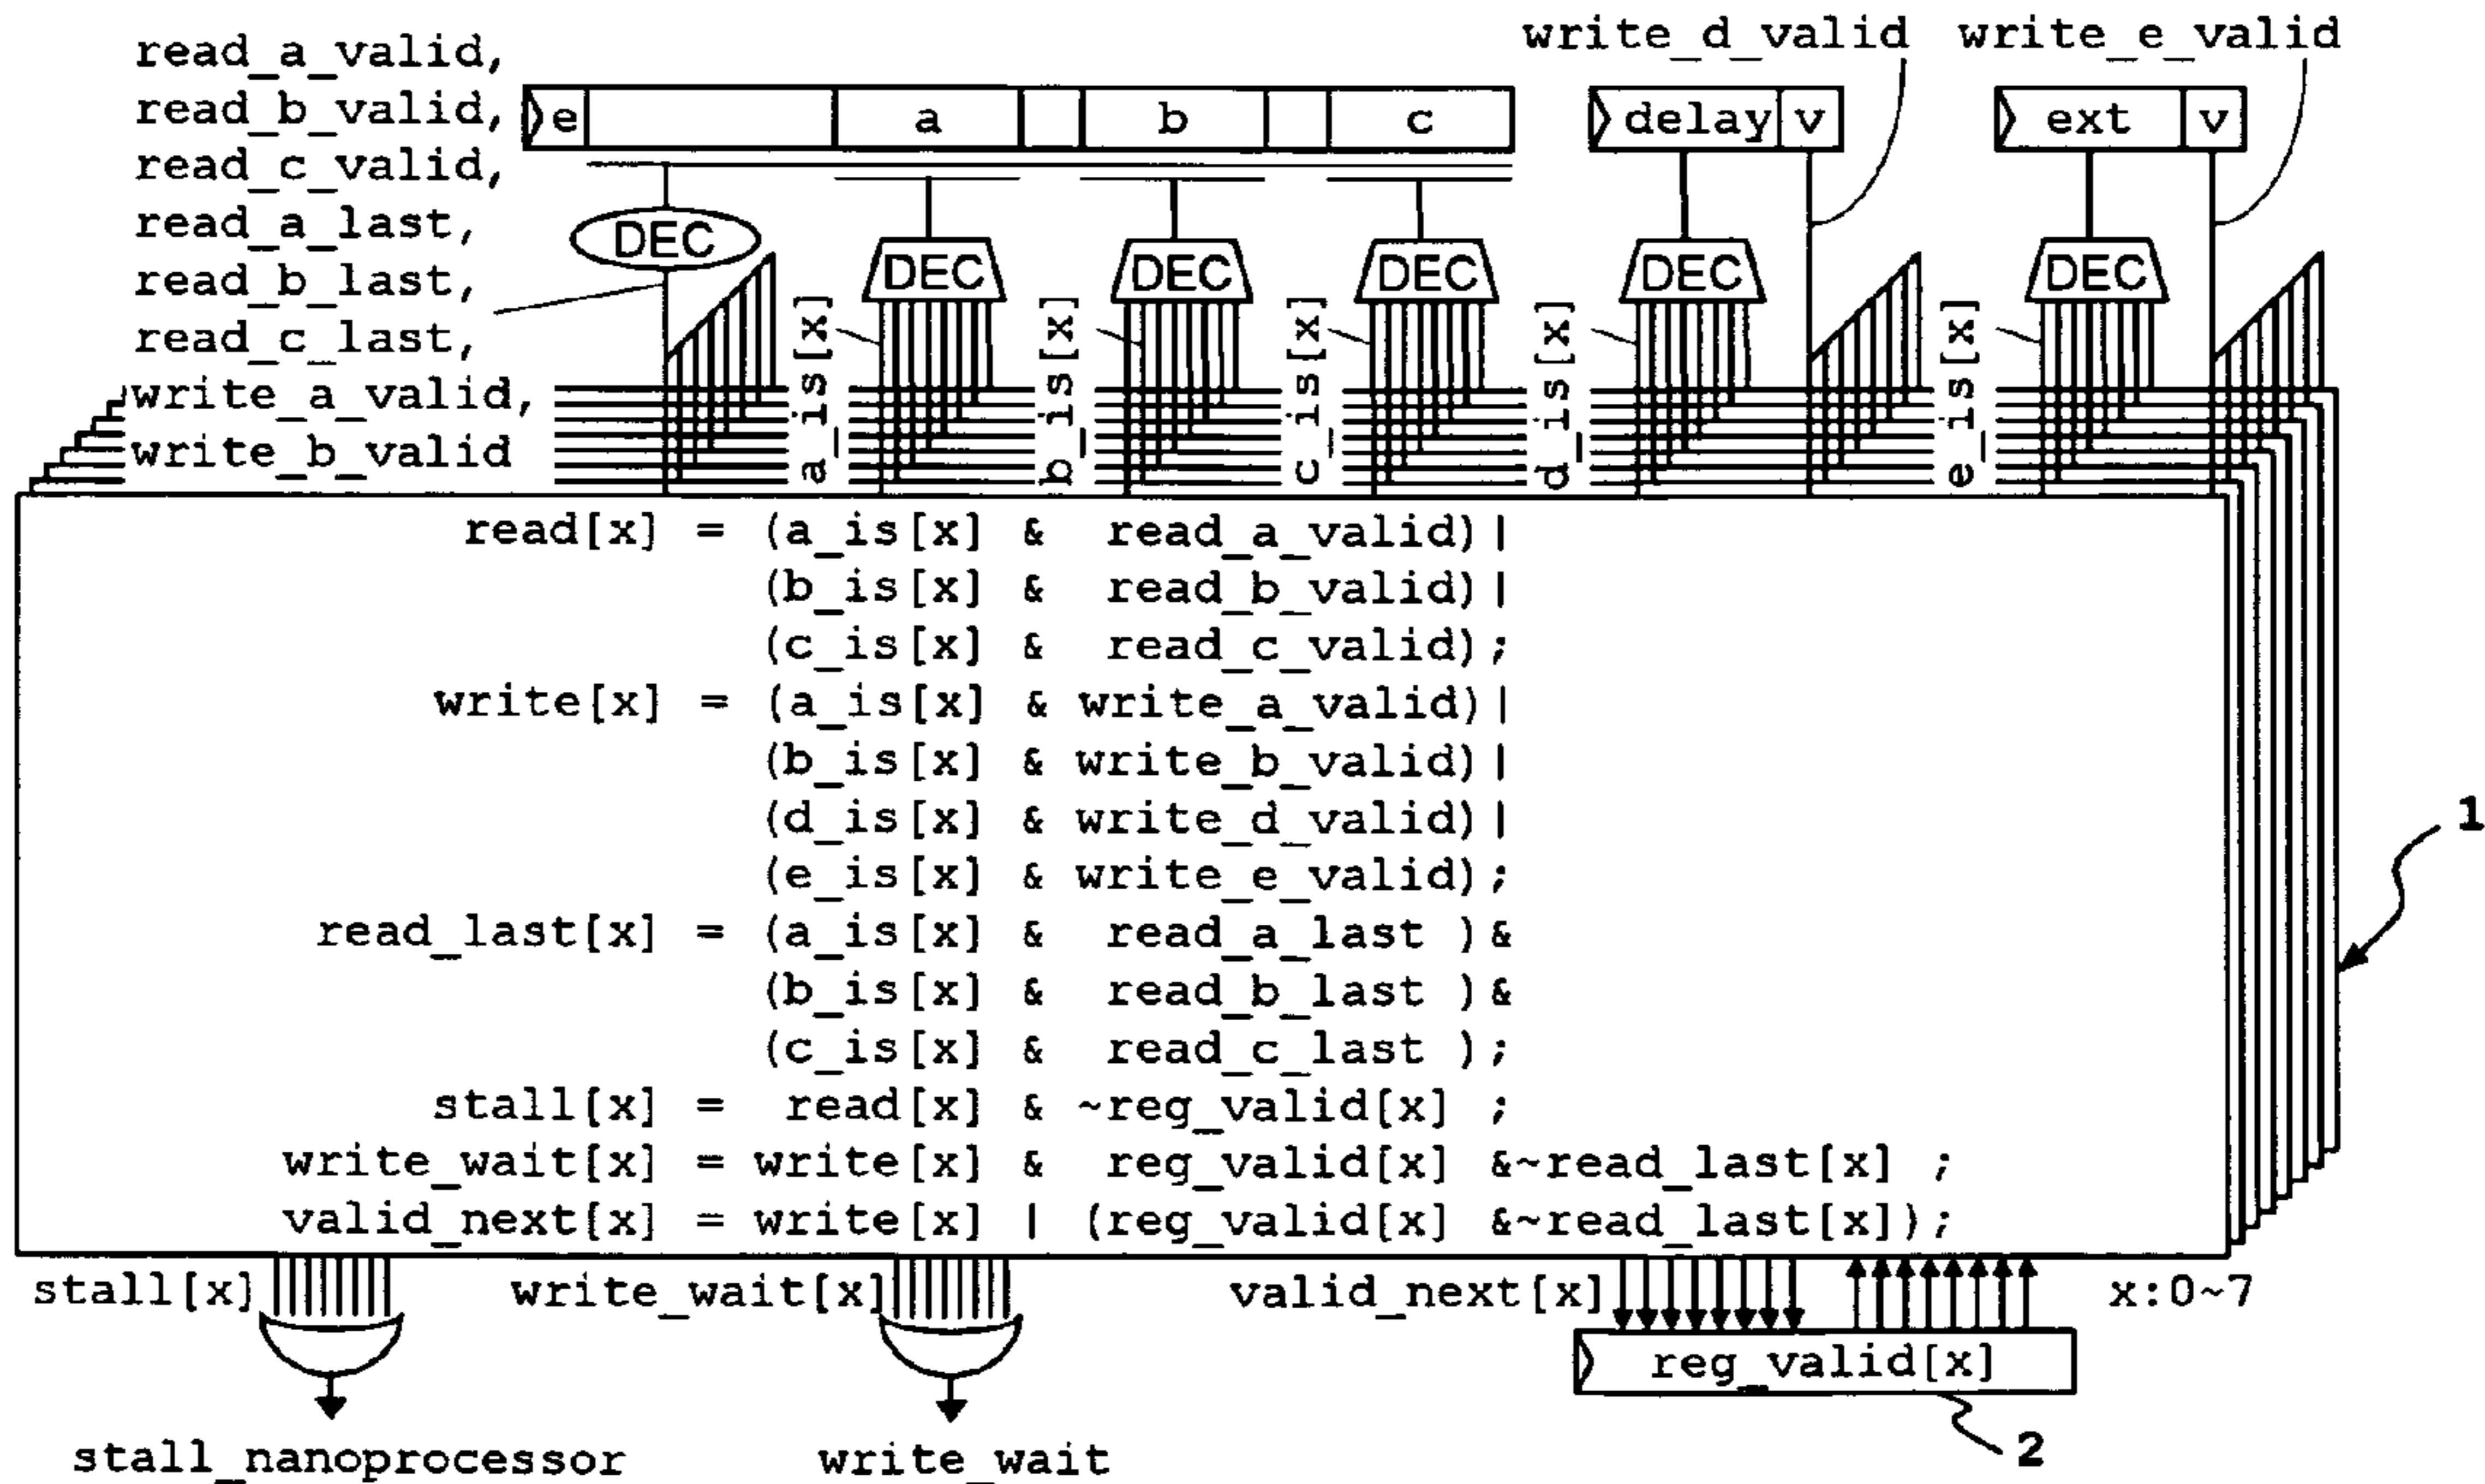 read_a_valid,
read_b_valid,
read_c_valid,
read_a_last,
read_b_last,
read_c_last,
write_a_valid,
write_b_valid
write_d_valid write_e_valid
e a b c delay v ext v
DEC DEC DEC DEC DEC DEC
a_is[x] b_is[x] c_is[x] d_is[x] e_is[x]
read[x] = (a_is[x] & read_a_valid)|
(b_is[x] & read_b_valid)|
(c_is[x] & read_c_valid);
write[x] = (a_is[x] & write_a_valid)|
(b_is[x] & write_b_valid)|
(d_is[x] & write_d_valid)|
(e_is[x] & write_e_valid);
read_last[x] = (a_is[x] & read_a_last )&
(b_is[x] & read_b_last )&
(c_is[x] & read_c_last );
stall[x] = read[x] & ~reg_valid[x] ;
write_wait[x] = write[x] & reg_valid[x] &~read_last[x] ;
valid_next[x] = write[x] | (reg_valid[x] &~read_last[x]);
1
stall[x] write_wait[x] valid_next[x] x:0~7
reg_valid[x]
2
stall_nanoprocessor write_wait